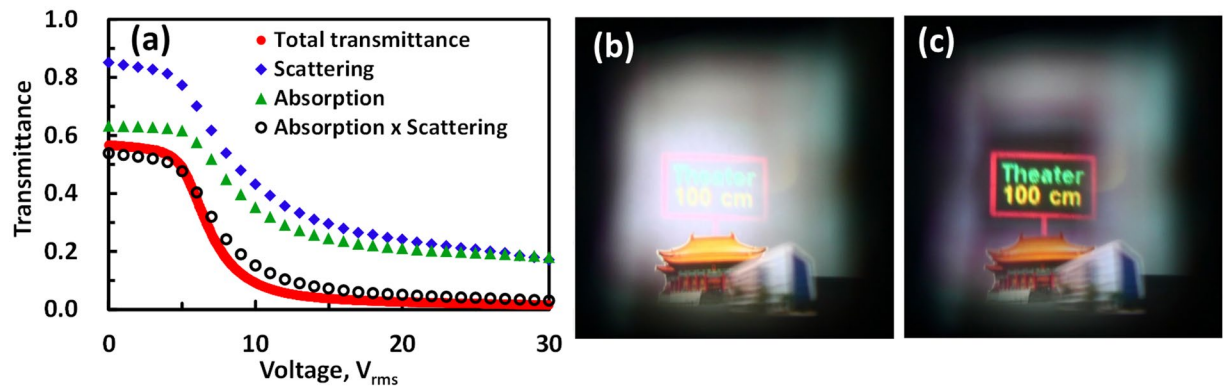 (a)
Total transmittance
Scattering
Absorption
Absorption x Scattering
Transmittance
1.0
0.8
0.6
0.4
0.2
0.0
0
10
20
30
Voltage, Vrms
(b)
Theater
100 cm
(c)
Theater
100 cm